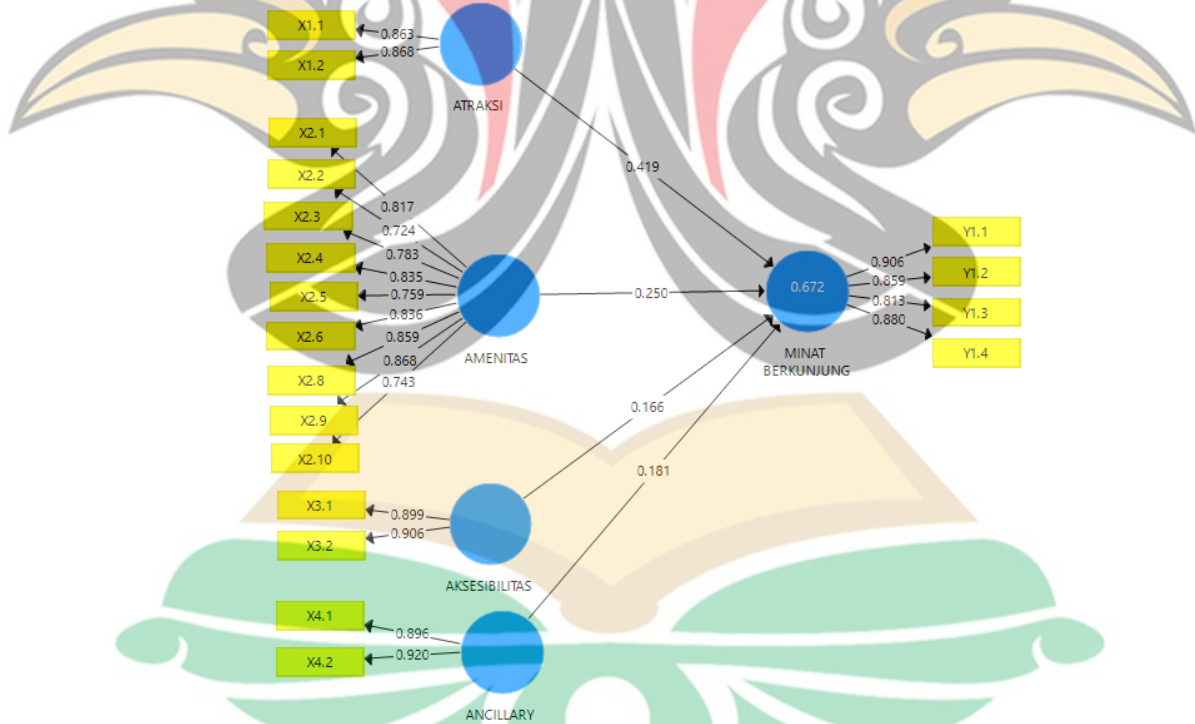 X1.1
0.863
0.868
X1.2
ATRAKSI
X2.1
X2.2
X2.3
X2.4
X2.5
X2.6
X2.8
X2.9
X2.10
0.817
0.724
0.783
0.835
0.759
0.836
0.859
0.868
0.743
AMENITAS
0.419
0.250
0.166
0.181
0.672
MINAT
BERKUNJUNG
0.906
0.859
0.813
0.880
Y1.1
Y1.2
Y1.3
Y1.4
X3.1
0.899
0.906
X3.2
AKSESIBILITAS
X4.1
0.896
0.920
X4.2
ANCILLARY